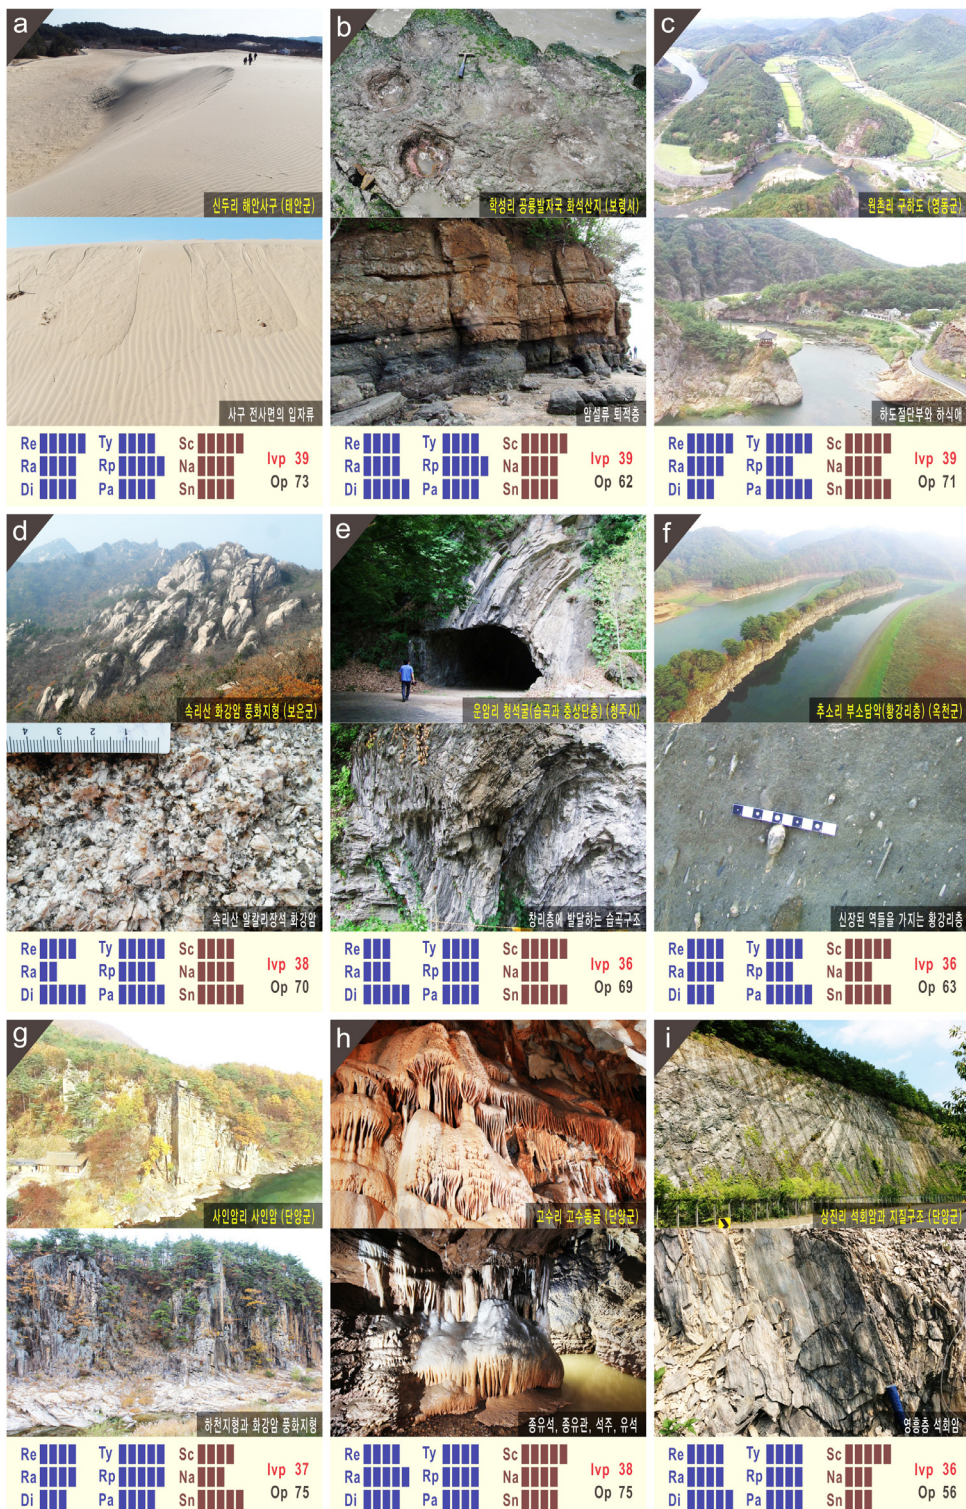 a
신두리 해안사구 (태안군)
사구 전사면의 입자류
Re Ty Sc
Ra Rp Na
Di Pa Sn
Ivp 39
Op 73
b
학성리 공룡발자국 화석산지 (보령시)
암설류 퇴적층
Re Ty Sc
Ra Rp Na
Di Pa Sn
Ivp 39
Op 62
c
원촌리 구하도 (영동군)
하도절단부와 하식애
Re Ty Sc
Ra Rp Na
Di Pa Sn
Ivp 39
Op 71
d
속리산 화강암 풍화지형 (보은군)
4 3 2 1
속리산 알칼리장석 화강암
Re Ty Sc
Ra Rp Na
Di Pa Sn
Ivp 38
Op 70
e
운암리 청석굴(습곡과 충상단층) (청주시)
창리층에 발달하는 습곡구조
Re Ty Sc
Ra Rp Na
Di Pa Sn
Ivp 36
Op 69
f
추소리 부소담악(황강리층) (옥천군)
신장된 역들을 가지는 황강리층
Re Ty Sc
Ra Rp Na
Di Pa Sn
Ivp 36
Op 63
g
사인암리 사인암 (단양군)
하천지형과 화강암 풍화지형
Re Ty Sc
Ra Rp Na
Di Pa Sn
Ivp 37
Op 75
h
고수리 고수동굴 (단양군)
종유석, 종유관, 석주, 유석
Re Ty Sc
Ra Rp Na
Di Pa Sn
Ivp 38
Op 75
i
상진리 석회암과 지질구조 (단양군)
영흥층 석회암
Re Ty Sc
Ra Rp Na
Di Pa Sn
Ivp 36
Op 56